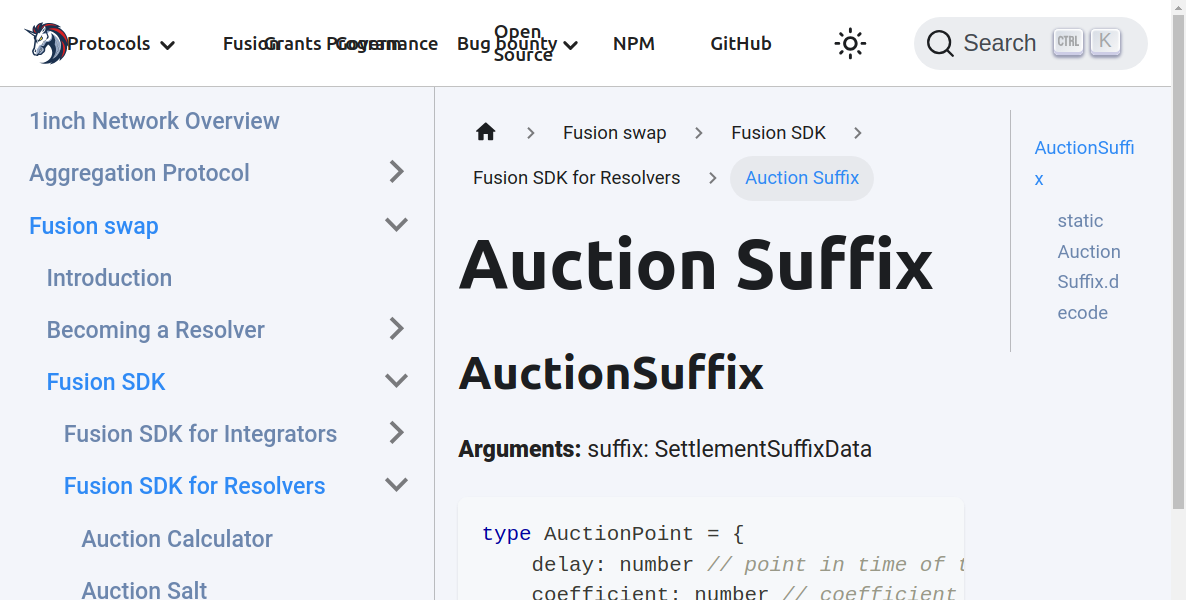 Protocols
Fusion
Grants Program
Governance
Bug bounty
Open
Source
NPM
GitHub
Search
CTRL
K
1inch Network Overview
Aggregation Protocol
Fusion swap
Introduction
Becoming a Resolver
Fusion SDK
Fusion SDK for Integrators
Fusion SDK for Resolvers
Auction Calculator
Auction Salt
Fusion swap
Fusion SDK
Fusion SDK for Resolvers
Auction Suffix
Auction Suffix
AuctionSuffix
Arguments: suffix: SettlementSuffixData
type AuctionPoint = {
delay: number // point in time of t
coefficient: number // coefficient
AuctionSuffi
x
static
Auction
Suffix.d
ecode